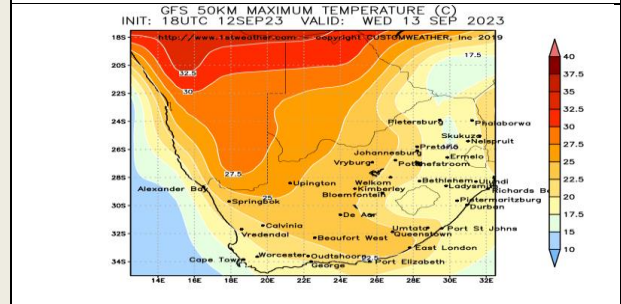 GFS 50KM MAXIMUM TEMPERATURE (C)
INIT: 18UTC 12SEP23 VALID: WED 13 SEP 2023
http://www.1stweather.com -- copyright CUSTOMWEATHER, Inc 2019
18S
20S
22S
24S
26S
28S
30S
32S
34S
17.5
32.5
30
27.5
25
22.5
Pietersburg
Phalaborwa
Skukuza
Nelspruit
Pretoria
Johannesburg
Ermelo
Vryburg
Potchefstroom
Welkom
Bethlehem
Ulundi
Alexander Bay
Upington
Kimberley
Ladysmith
Richards B
Bloemfontein
Springbok
Pietermaritzburg
Durban
De Aar
Calvinia
Vredendal
Umtata
Port St Johns
Beaufort West
Queenstown
East London
Cape Town
Worcester
Oudtshoorn
George
Port Elizabeth
14E 16E 18E 20E 22E 24E 26E 28E 30E 32E
40
37.5
35
32.5
30
27.5
25
22.5
20
17.5
15
10